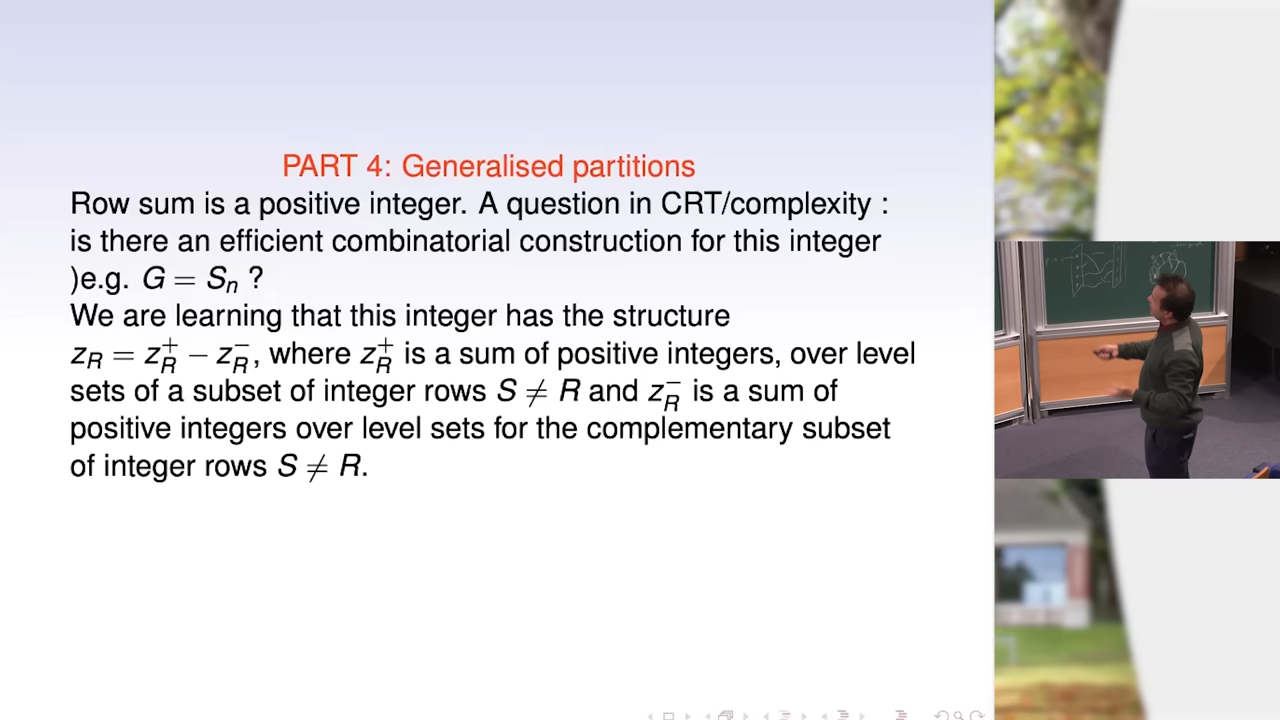 PART 4: Generalised partitions
Row sum is a positive integer. A question in CRT/complexity :
is there an efficient combinatorial construction for this integer
)e.g. G = Sₙ ?
We are learning that this integer has the structure
z_R = z_R^+ − z_R^-, where z_R^+ is a sum of positive integers, over level
sets of a subset of integer rows S ≠ R and z_R^- is a sum of
positive integers over level sets for the complementary subset
of integer rows S ≠ R.